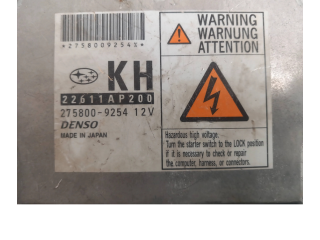 *2758009254%*
KH
22611AP200
275800-9254 12V
DENSO
MADE IN JAPAN
WARNING
WARNUNG
ATTENTION
Hazardous high voltage.
Turn the starter switch to the LOCK position
if it is necessary to check or repair
the computer, harness, or connectors.